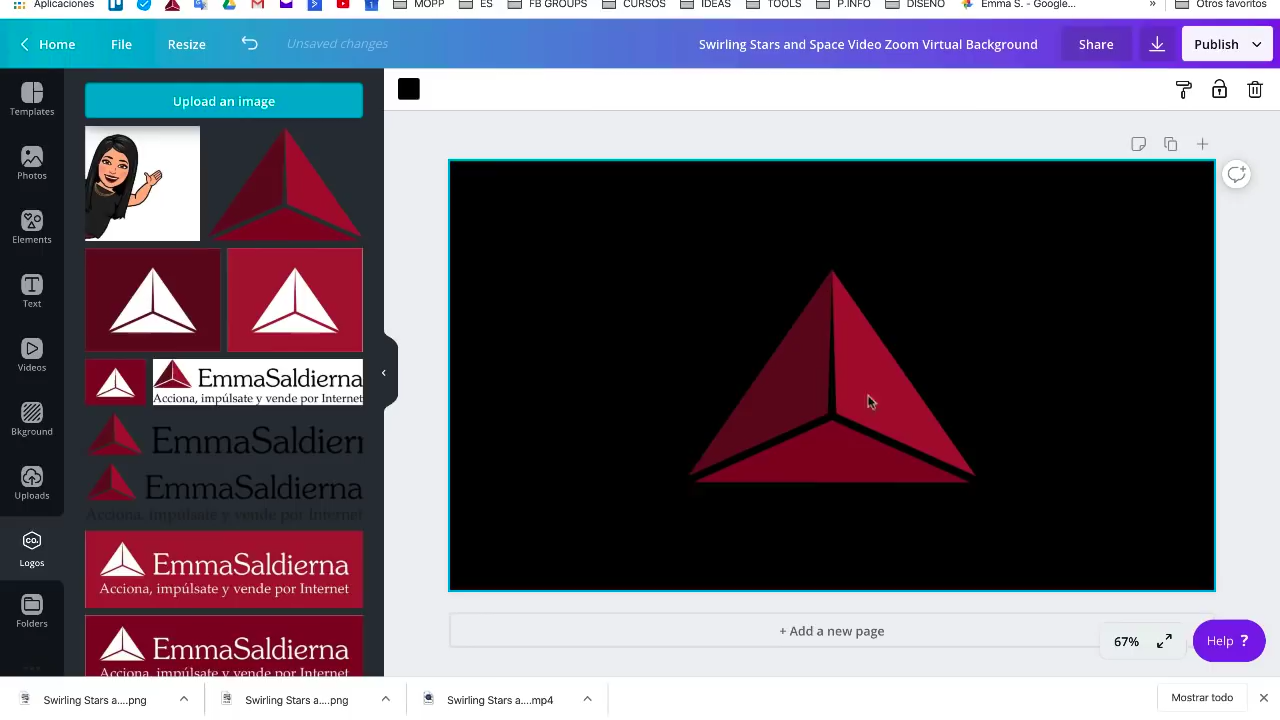 Aplicaciones
MOPP
ES
FB GROUPS
CURSOS
IDEAS
TOOLS
P.INFO
DISEÑO
Emma S. - Google...
»
Otros favoritos
Home
File
Resize
Unsaved changes
Swirling Stars and Space Video Zoom Virtual Background
Share
Publish
Templates
Photos
Elements
Text
Videos
Bkground
Uploads
CO.
Logos
Folders
Upload an image
EmmaSaldierna
Acciona, impúlsate y vende por Internet
EmmaSaldiern
EmmaSaldierna
Acciona, impúlsate y vende por Internet
EmmaSaldierna
Acciona, impúlsate y vende por Internet
EmmaSaldierna
Acciona, impúlsate y vende por Internet
+ Add a new page
67%
Help ?
Swirling Stars a....png
Swirling Stars a....png
Swirling Stars a....mp4
Mostrar todo